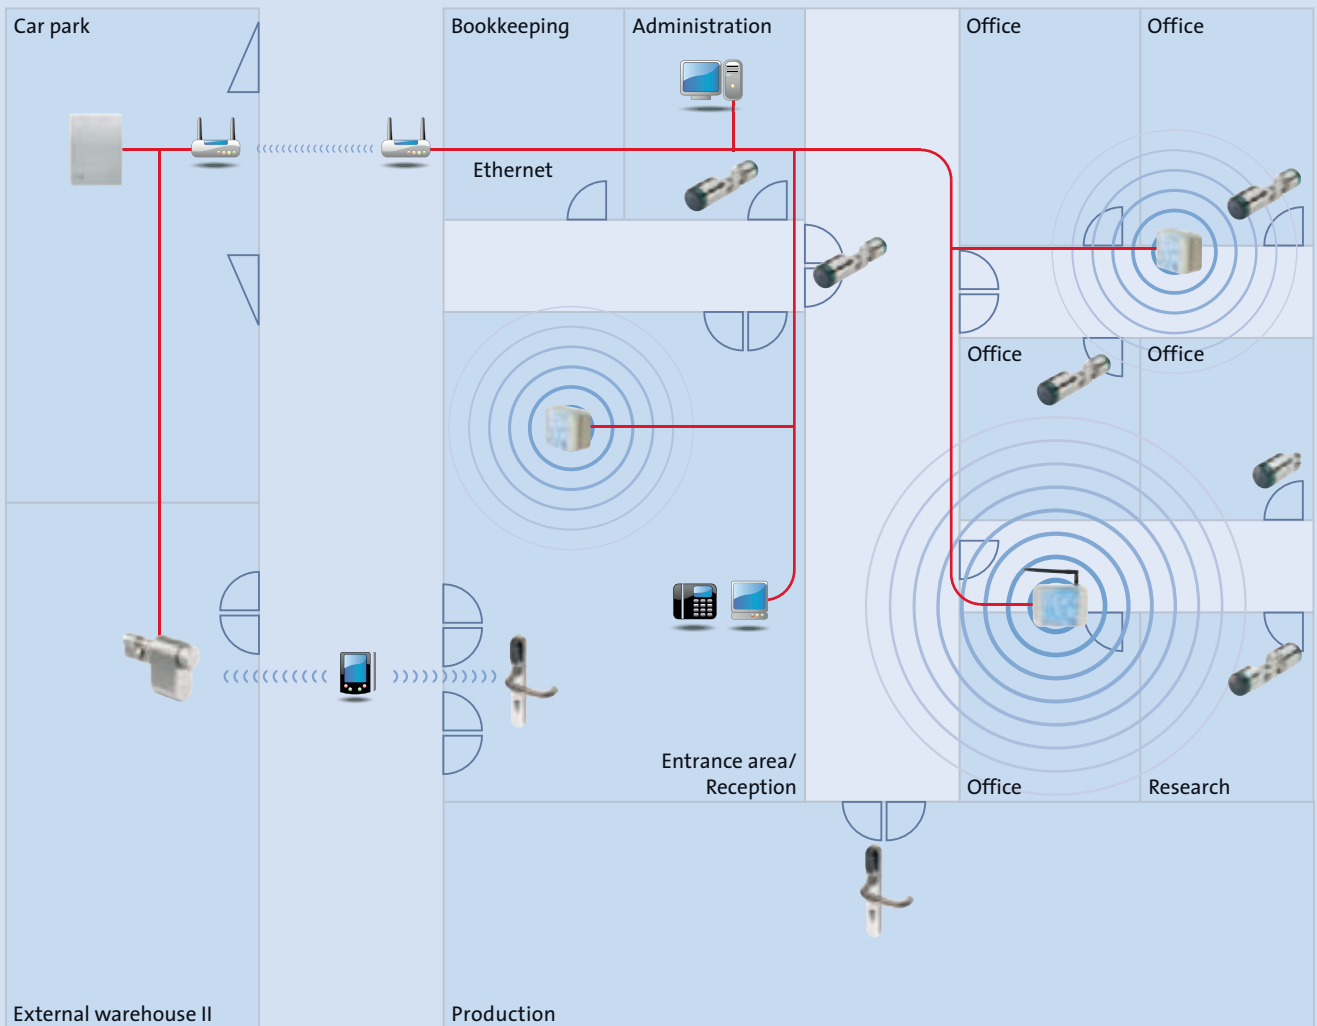 Car park
Bookkeeping
Administration
Office
Office
Ethernet
Office
Office
Entrance area/
Reception
Office
Research
External warehouse II
Production